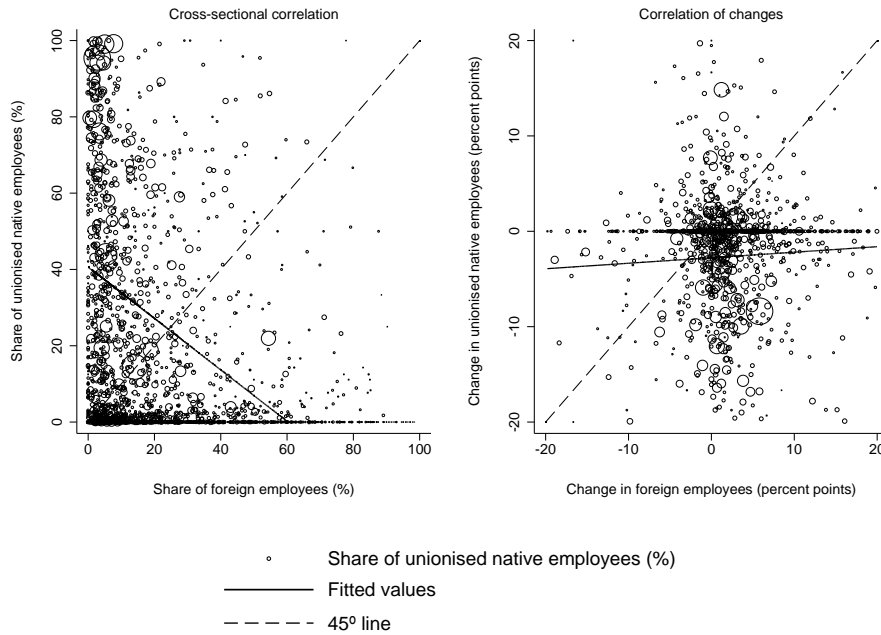 Cross-sectional correlation
Share of unionised native employees (%)
100
80
60
40
20
0
0 20 40 60 80 100
Share of foreign employees (%)
Correlation of changes
Change in unionised native employees (percent points)
20
10
0
-10
-20
-20 -10 0 10 20
Change in foreign employees (percent points)
Share of unionised native employees (%)
Fitted values
45º line